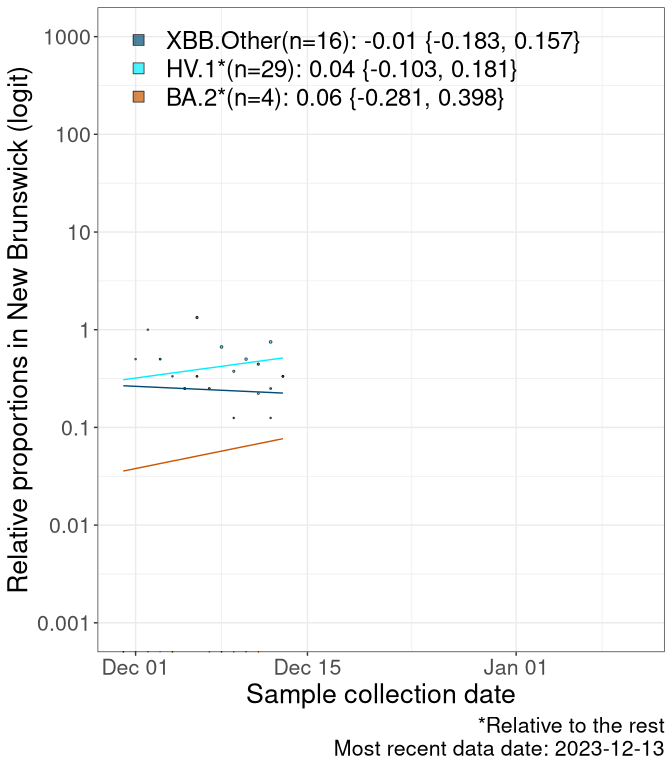 XBB.Other(n=16): -0.01 {-0.183, 0.157}
HV.1*(n=29): 0.04 {-0.103, 0.181}
BA.2*(n=4): 0.06 {-0.281, 0.398}
Relative proportions in New Brunswick (logit)
1000
100
10
1
0.1
0.01
0.001
Dec 01 Dec 15 Jan 01
Sample collection date
*Relative to the rest
Most recent data date: 2023-12-13